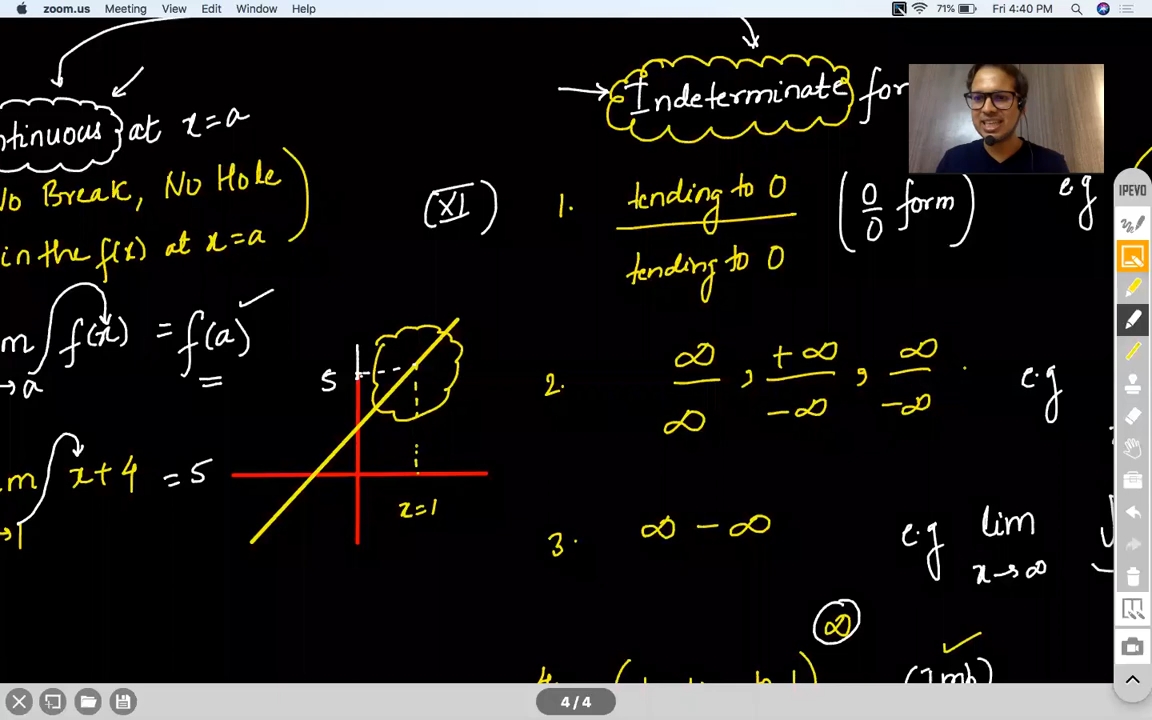 zoom.us Meeting View Edit Window Help 71% Fri 4:40 PM
ntinuous at x=a
No Break, No Hole
in the f(x) at x=a
m f(x) = f(a)
→a
m x+4 = 5
→1
5
x=1
(XI)
Indeterminate for
1. tending to 0 / tending to 0 (0/0 form) e.g
2. ∞/∞ , +∞/-∞ , ∞/-∞ e.g
3. ∞ - ∞ e.g lim
x→∞
∞
4.
IPEVO
4/4